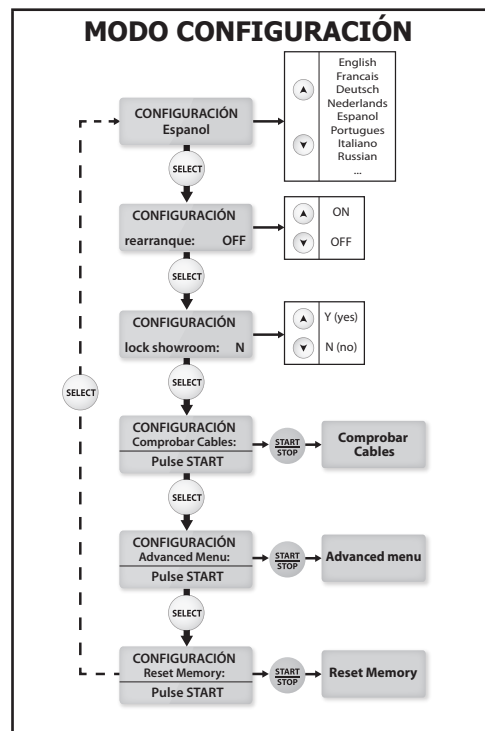 MODO CONFIGURACIÓN
CONFIGURACIÓN
Espanol
English
Francais
Deutsch
Nederlands
Espanol
Portugues
Italiano
Russian
...
SELECT
CONFIGURACIÓN
rearranque: OFF
ON
OFF
SELECT
CONFIGURACIÓN
lock showroom: N
Y (yes)
N (no)
SELECT
SELECT
CONFIGURACIÓN
Comprobar Cables:
Pulse START
START
STOP
Comprobar
Cables
SELECT
CONFIGURACIÓN
Advanced Menu:
Pulse START
START
STOP
Advanced menu
SELECT
CONFIGURACIÓN
Reset Memory:
Pulse START
START
STOP
Reset Memory